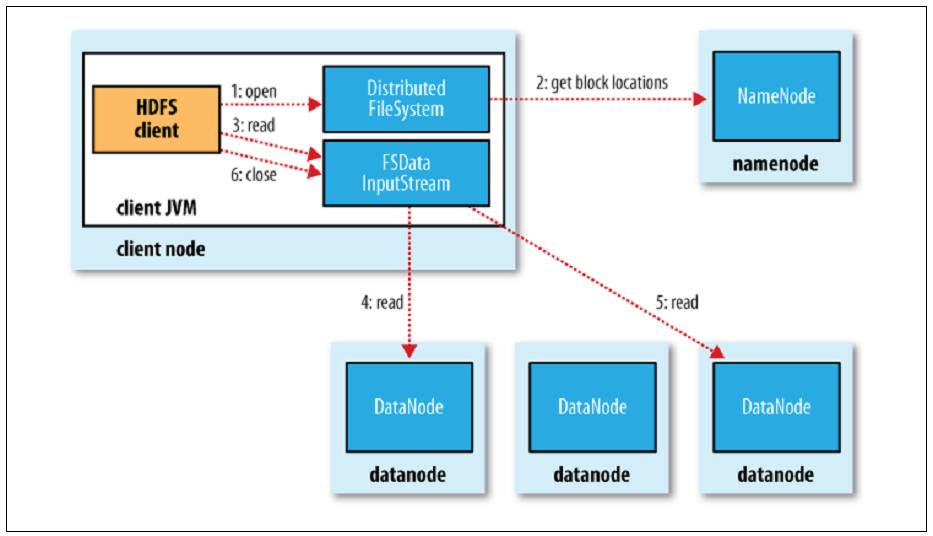 HDFS
client
1: open
3: read
6: close
Distributed
FileSystem
FSData
InputStream
client JVM
client node
2: get block locations
NameNode
namenode
4: read
5: read
DataNode
datanode
DataNode
datanode
DataNode
datanode